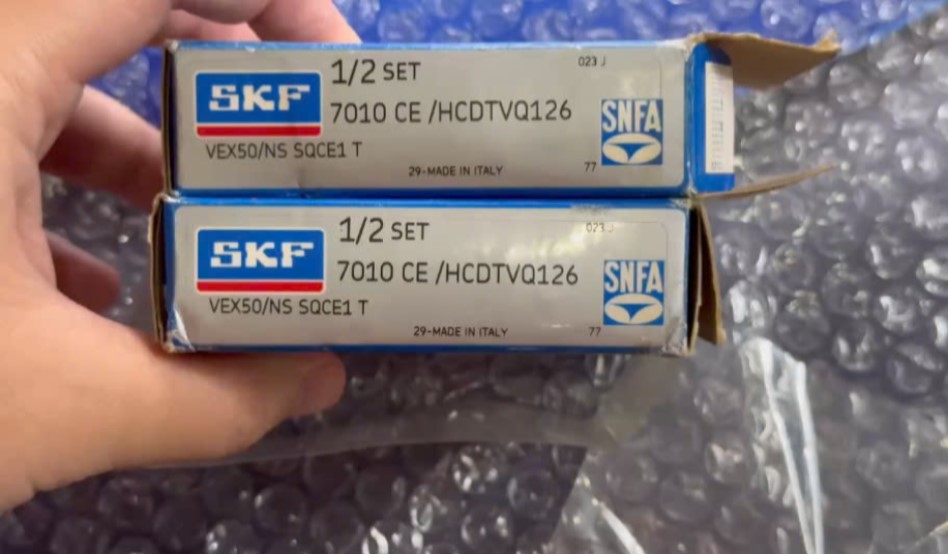 1/2 SET
023 J
SKF
7010 CE /HCDTVQ126
SNFA
VEX50/NS SQCE1 T
29-MADE IN ITALY
77
1/2 SET
023 J
SKF
7010 CE /HCDTVQ126
SNFA
VEX50/NS SQCE1 T
29-MADE IN ITALY
77